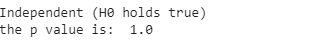 Independent (H0 holds true)
the p value is:  1.0